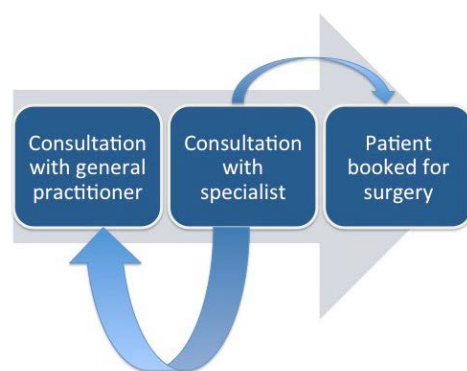 Consultation
with general
practitioner
Consultation
with
specialist
Patient
booked for
surgery